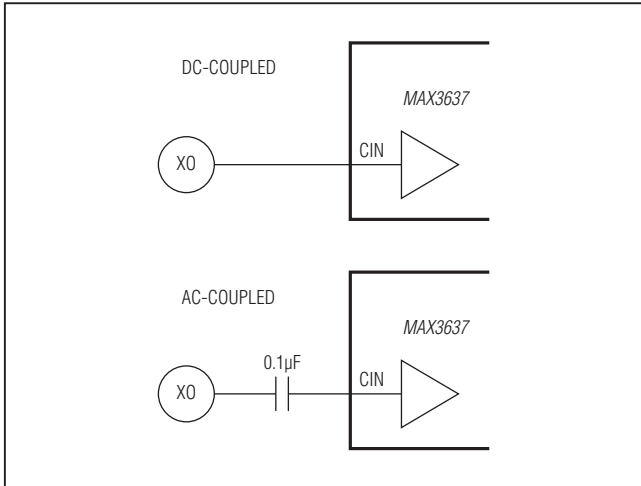 DC-COUPLED
MAX3637
XO
CIN
AC-COUPLED
MAX3637
0.1µF
XO
CIN